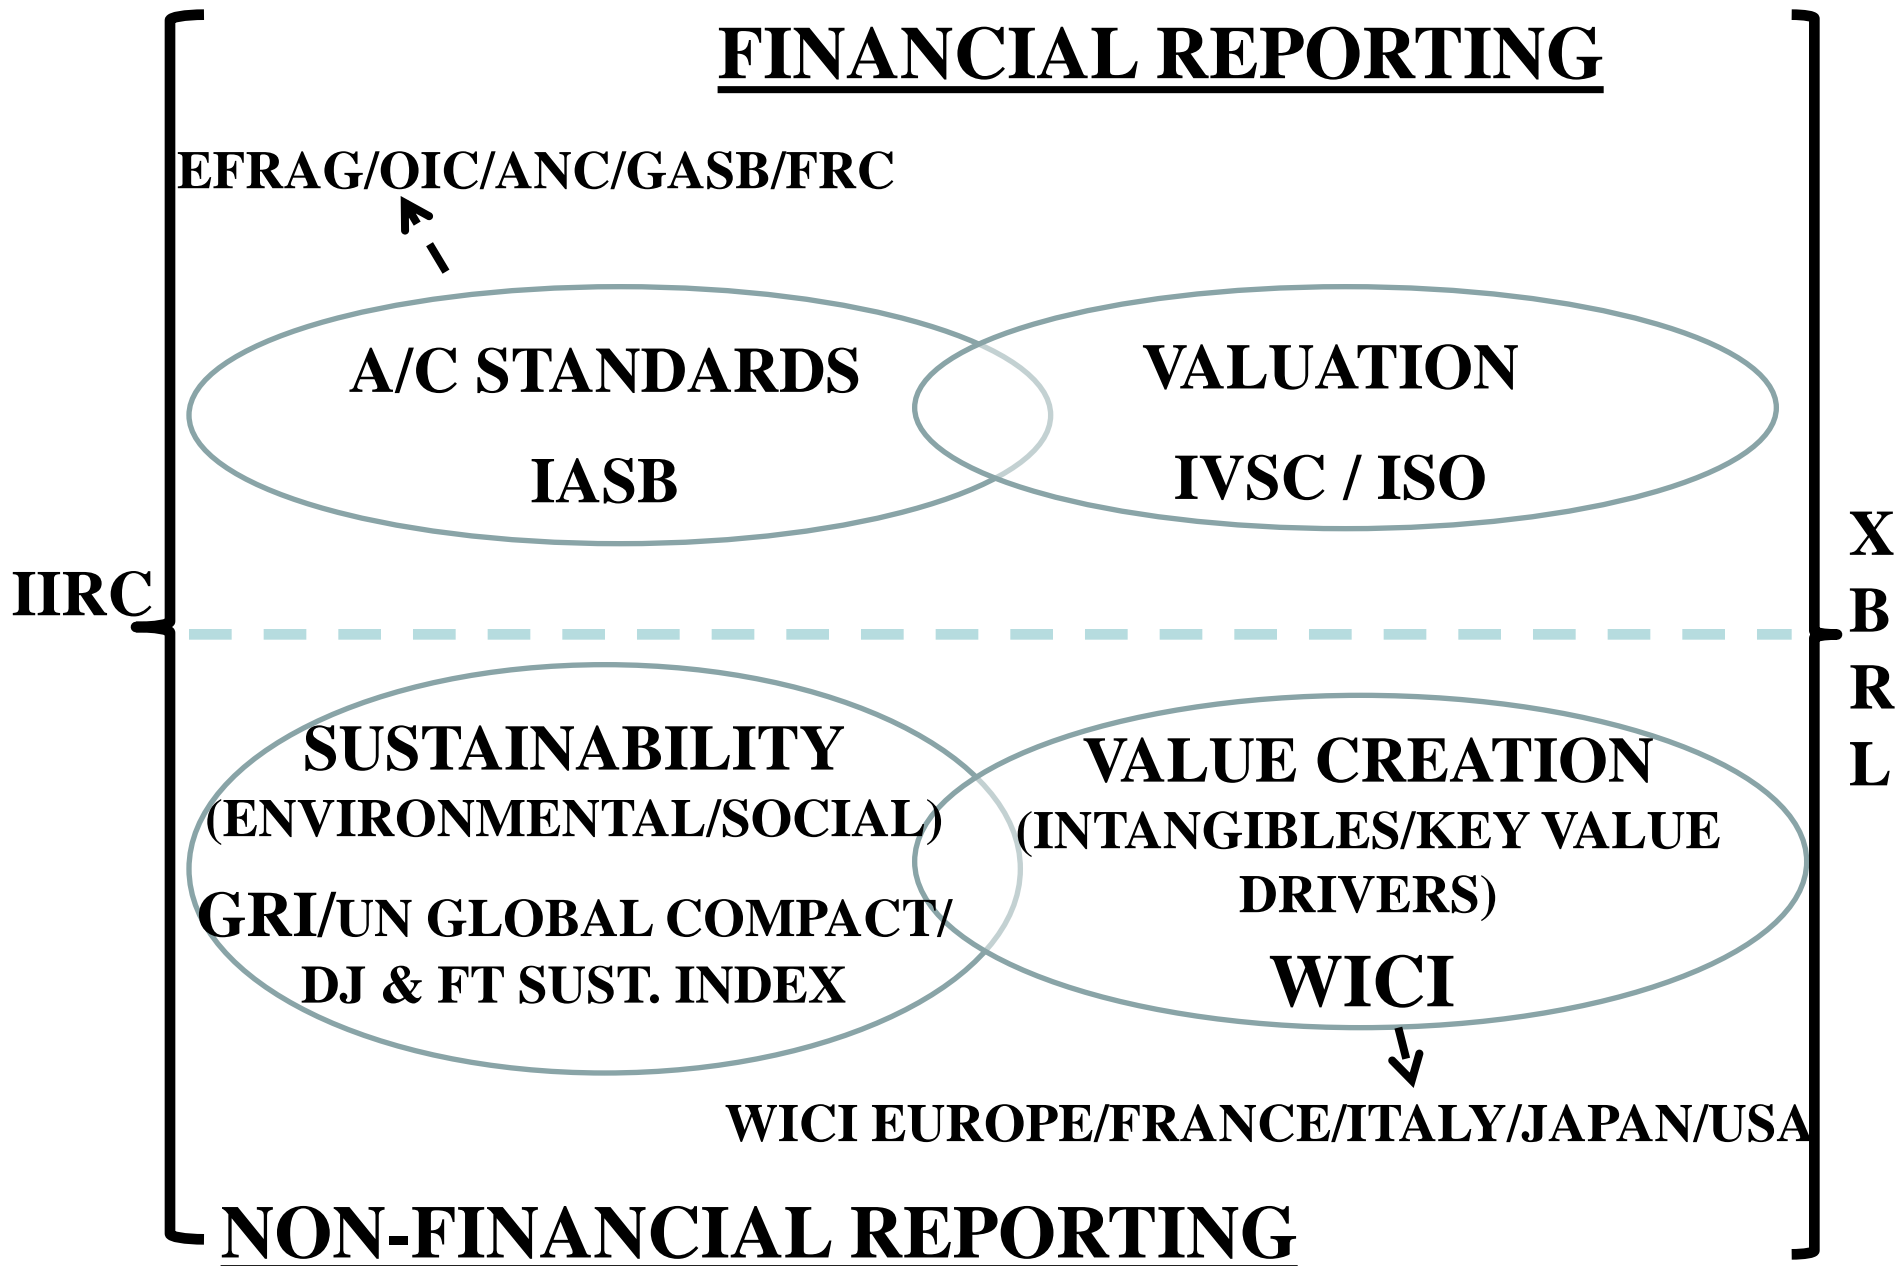 FINANCIAL REPORTING
EFRAG/OIC/ANC/GASB/FRC
A/C STANDARDS
IASB
VALUATION
IVSC / ISO
IIRC
X
B
R
L
SUSTAINABILITY
(ENVIRONMENTAL/SOCIAL)
GRI/UN GLOBAL COMPACT/
DJ & FT SUST. INDEX
VALUE CREATION
(INTANGIBLES/KEY VALUE
DRIVERS)
WICI
WICI EUROPE/FRANCE/ITALY/JAPAN/USA
NON-FINANCIAL REPORTING